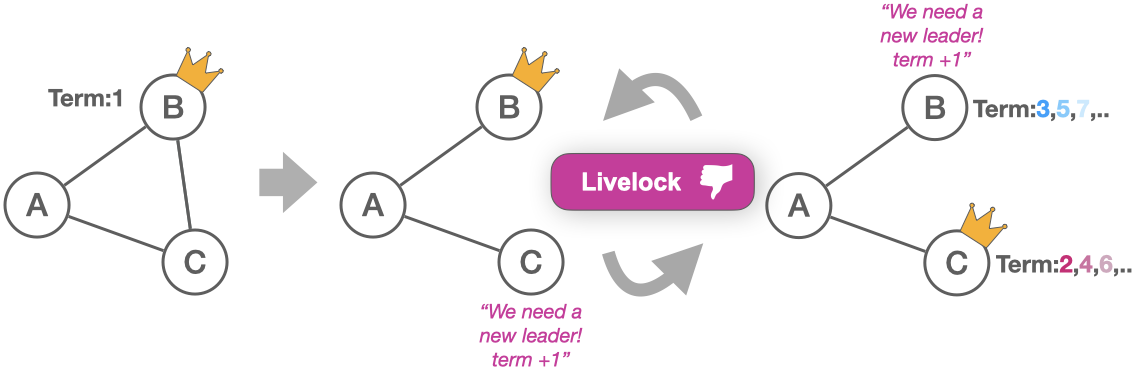 Term:1
B
A
C
B
A
C
“We need a
new leader!
term +1”
Livelock
“We need a
new leader!
term +1”
B
Term:3,5,7,..
A
C
Term:2,4,6,..